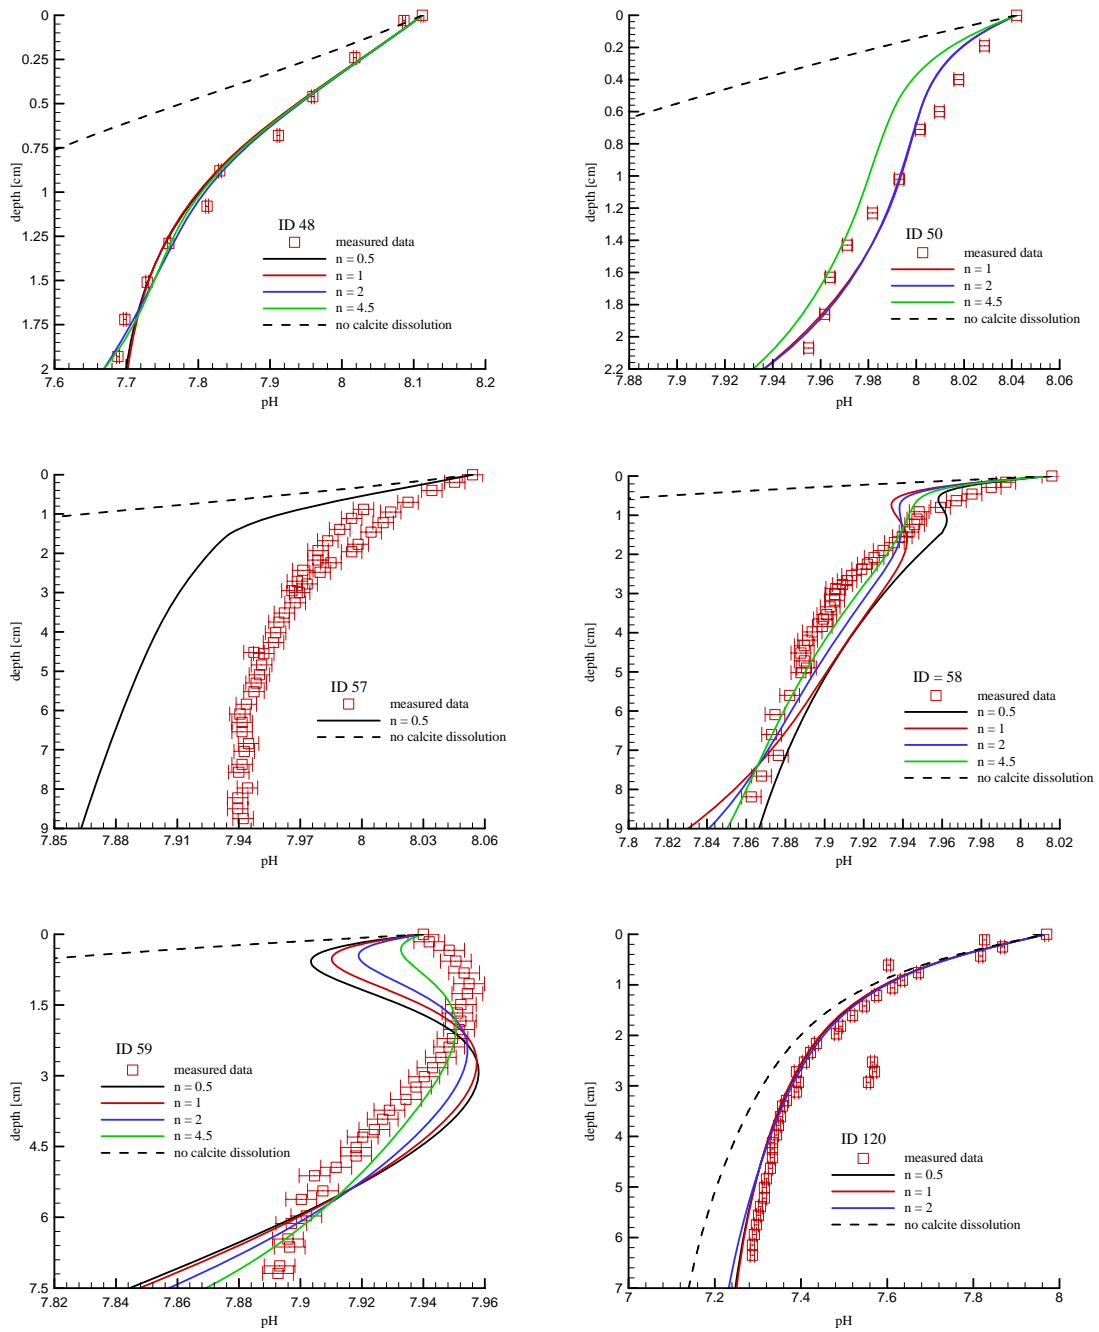 0
0.25
0.5
0.75
1
1.25
1.5
1.75
2
depth [cm]
7.6
7.7
7.8
7.9
8
8.1
8.2
pH
ID 48
measured data
n = 0.5
n = 1
n = 2
n = 4.5
no calcite dissolution
0
0.2
0.4
0.6
0.8
1
1.2
1.4
1.6
1.8
2
2.2
depth [cm]
7.88
7.9
7.92
7.94
7.96
7.98
8
8.02
8.04
8.06
pH
ID 50
measured data
n = 1
n = 2
n = 4.5
no calcite dissolution
0
1
2
3
4
5
6
7
8
9
depth [cm]
7.85
7.88
7.91
7.94
7.97
8
8.03
8.06
pH
ID 57
measured data
n = 0.5
no calcite dissolution
0
1
2
3
4
5
6
7
8
9
depth [cm]
7.8
7.82
7.84
7.86
7.88
7.9
7.92
7.94
7.96
7.98
8
8.02
pH
ID = 58
measured data
n = 0.5
n = 1
n = 2
n = 4.5
no calcite dissolution
0
1.5
3
4.5
6
7.5
depth [cm]
7.82
7.84
7.86
7.88
7.9
7.92
7.94
7.96
pH
ID 59
measured data
n = 0.5
n = 1
n = 2
n = 4.5
no calcite dissolution
0
1
2
3
4
5
6
7
depth [cm]
7
7.2
7.4
7.6
7.8
8
pH
ID 120
measured data
n = 0.5
n = 1
n = 2
no calcite dissolution